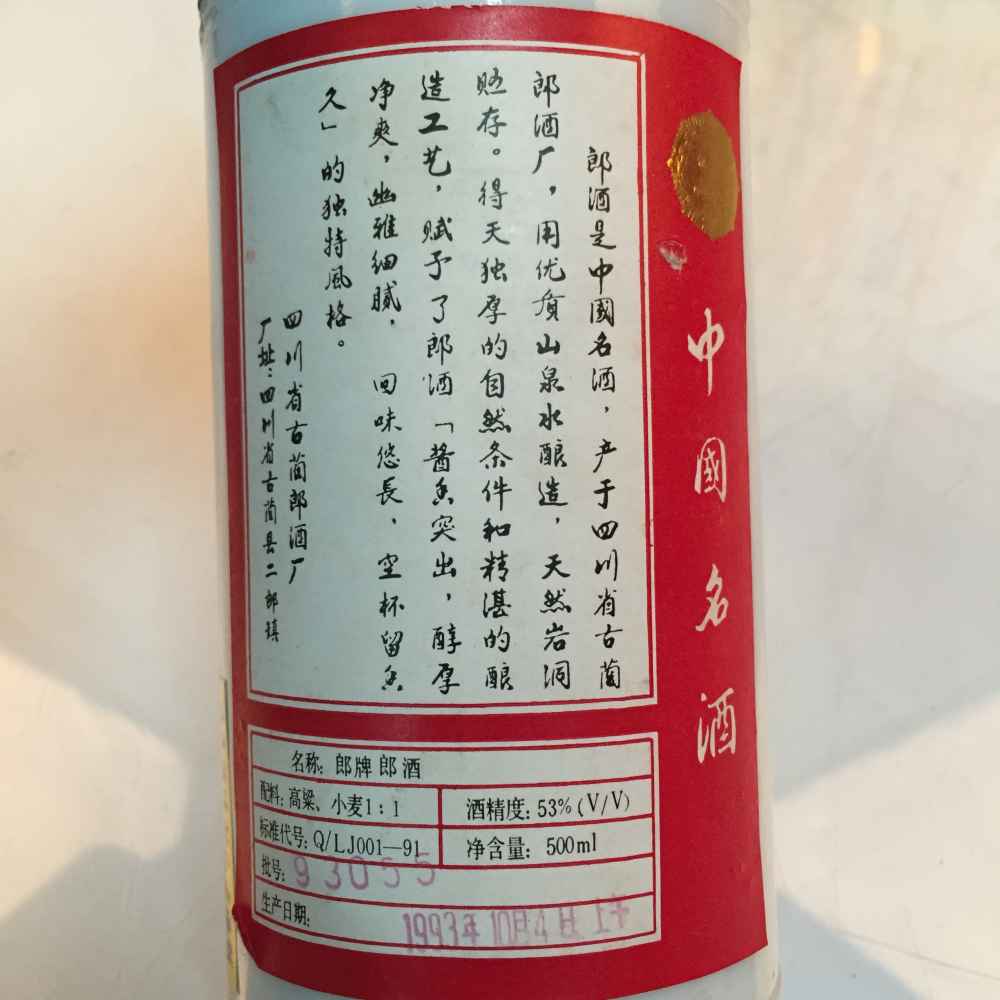 中國名酒
郎酒是中國名酒，产于四川省古蔺
郎酒厂，用优质山泉水酿造，天然岩洞
贮存。得天独厚的自然条件和精湛的酿
造工艺，赋予了郎酒「酱香突出，醇厚
净爽，幽雅细腻，回味悠長，空杯留香
久」的独特风格。
四川省古蔺郎酒厂
厂址：四川省古蔺县二郎镇
名称：郎牌郎酒
配料：高粱、小麦1：1
酒精度：53%(V/V)
标准代号：Q/LJ001—91
净含量：500ml
批号：93055
生产日期：1993年10月4日